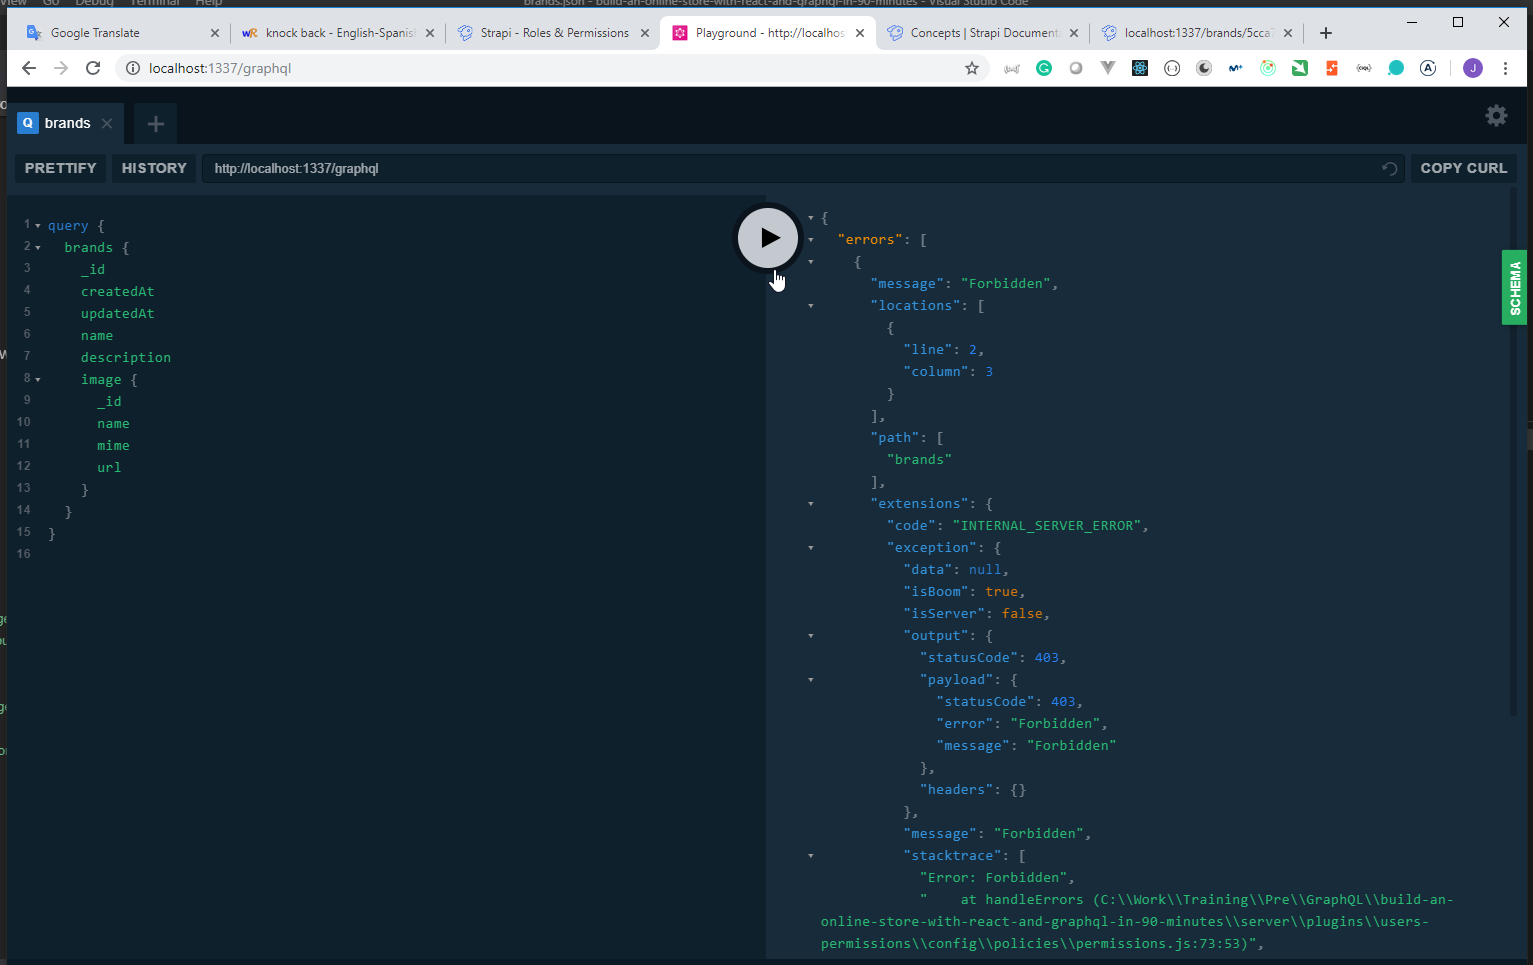 View Go Debug Terminal Help
brands.json - build-an-online-store-with-react-and-graphql-in-90-minutes - Visual Studio Code
Google Translate
knock back - English-Spanis
Strapi - Roles & Permissions
Playground - http://localhos
Concepts | Strapi Document
localhost:1337/brands/5cca7
localhost:1337/graphql
Q brands
PRETTIFY HISTORY http://localhost:1337/graphql COPY CURL
1 query {
2 brands {
3 _id
4 createdAt
5 updatedAt
6 name
7 description
8 image {
9 _id
10 name
11 mime
12 url
13 }
14 }
15 }
16
{
"errors": [
{
"message": "Forbidden",
"locations": [
{
"line": 2,
"column": 3
}
],
"path": [
"brands"
],
"extensions": {
"code": "INTERNAL_SERVER_ERROR",
"exception": {
"data": null,
"isBoom": true,
"isServer": false,
"output": {
"statusCode": 403,
"payload": {
"statusCode": 403,
"error": "Forbidden",
"message": "Forbidden"
},
"headers": {}
},
"message": "Forbidden",
"stacktrace": [
"Error: Forbidden",
" at handleErrors (C:\\Work\\Training\\Pre\\GraphQL\\build-an-
online-store-with-react-and-graphql-in-90-minutes\\server\\plugins\\users-
permissions\\config\\policies\\permissions.js:73:53)",
SCHEMA